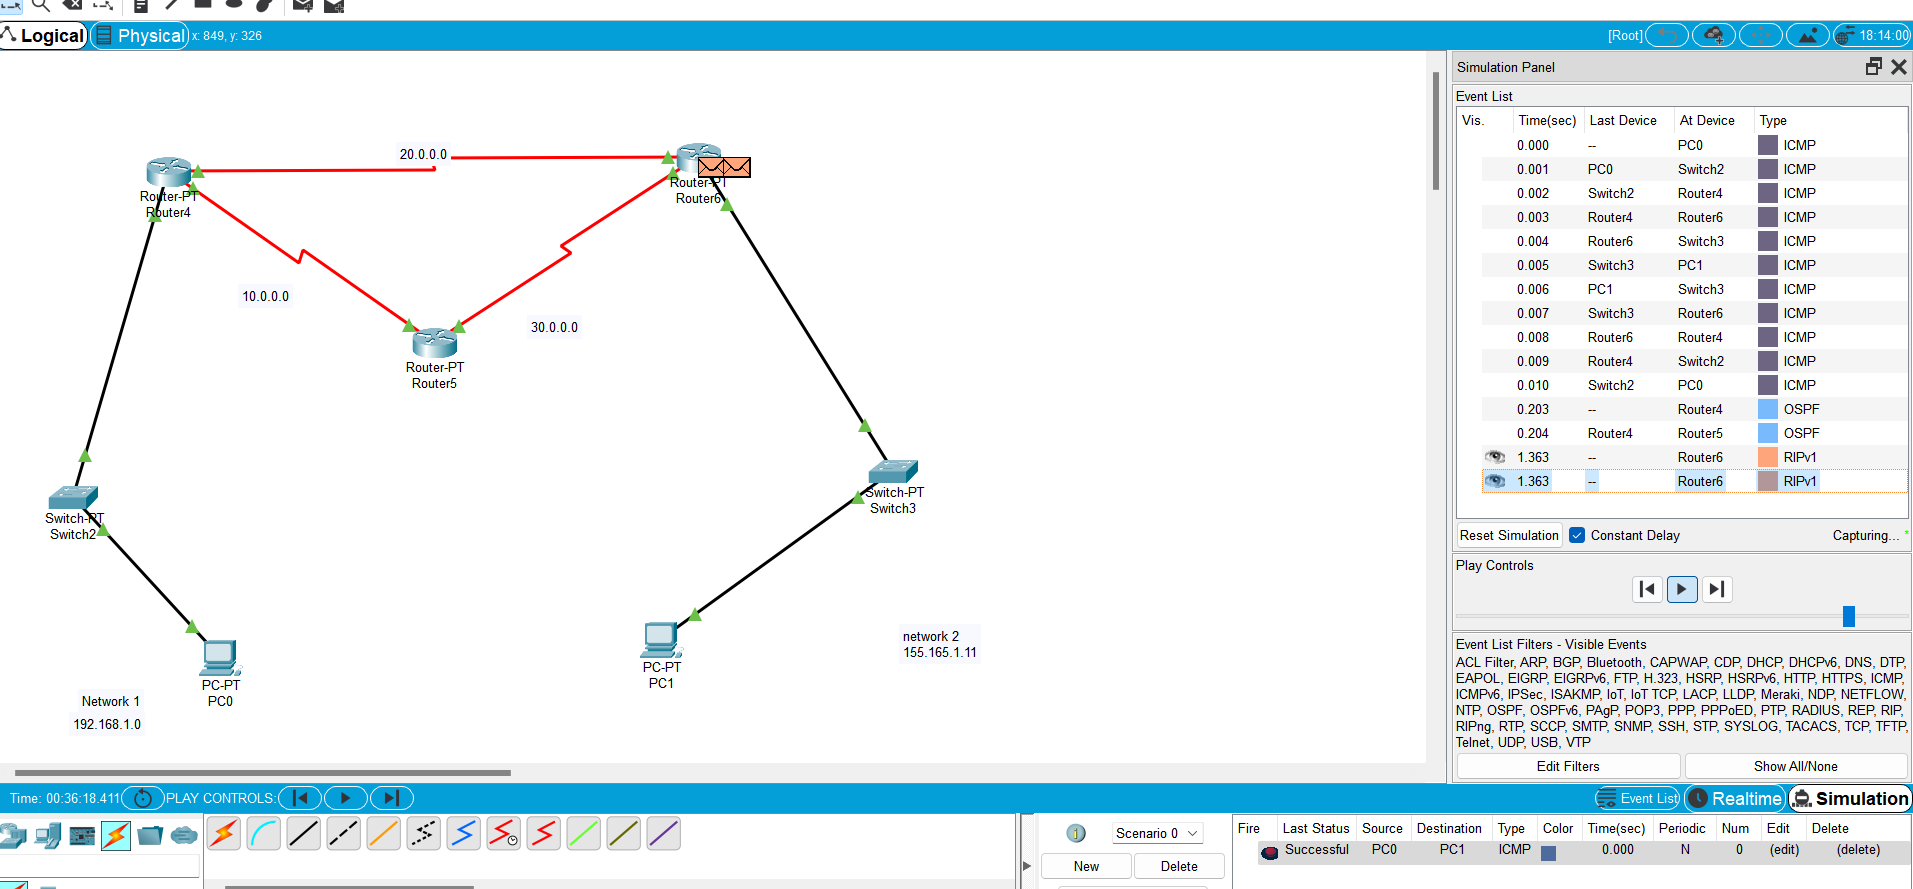 Logical
Physical
x: 849, y: 326
[Root]
18:14:00
20.0.0.0
Router-PT
Router4
Router-PT
Router6
10.0.0.0
30.0.0.0
Router-PT
Router5
Switch-PT
Switch2
Switch-PT
Switch3
PC-PT
PC0
PC-PT
PC1
network 2
155.165.1.11
Network 1
192.168.1.0
Simulation Panel
Event List
Vis. Time(sec) Last Device At Device Type
0.000 -- PC0 ICMP
0.001 PC0 Switch2 ICMP
0.002 Switch2 Router4 ICMP
0.003 Router4 Router6 ICMP
0.004 Router6 Switch3 ICMP
0.005 Switch3 PC1 ICMP
0.006 PC1 Switch3 ICMP
0.007 Switch3 Router6 ICMP
0.008 Router6 Router4 ICMP
0.009 Router4 Switch2 ICMP
0.010 Switch2 PC0 ICMP
0.203 -- Router4 OSPF
0.204 Router4 Router5 OSPF
1.363 -- Router6 RIPv1
1.363 -- Router6 RIPv1
Reset Simulation Constant Delay Capturing... *
Play Controls
Event List Filters - Visible Events
ACL Filter, ARP, BGP, Bluetooth, CAPWAP, CDP, DHCP, DHCPv6, DNS, DTP,
EAPOL, EIGRP, EIGRPv6, FTP, H.323, HSRP, HSRPv6, HTTP, HTTPS, ICMP,
ICMPv6, IPSec, ISAKMP, IoT, IoT TCP, LACP, LLDP, Meraki, NDP, NETFLOW,
NTP, OSPF, OSPFv6, PAgP, POP3, PPP, PPPoED, PTP, RADIUS, REP, RIP,
RIPng, RTP, SCCP, SMTP, SNMP, SSH, STP, SYSLOG, TACACS, TCP, TFTP,
Telnet, UDP, USB, VTP
Edit Filters Show All/None
Time: 00:36:18.411 PLAY CONTROLS:
Event List Realtime Simulation
Scenario 0
New Delete
Fire Last Status Source Destination Type Color Time(sec) Periodic Num Edit Delete
Successful PC0 PC1 ICMP 0.000 N 0 (edit) (delete)